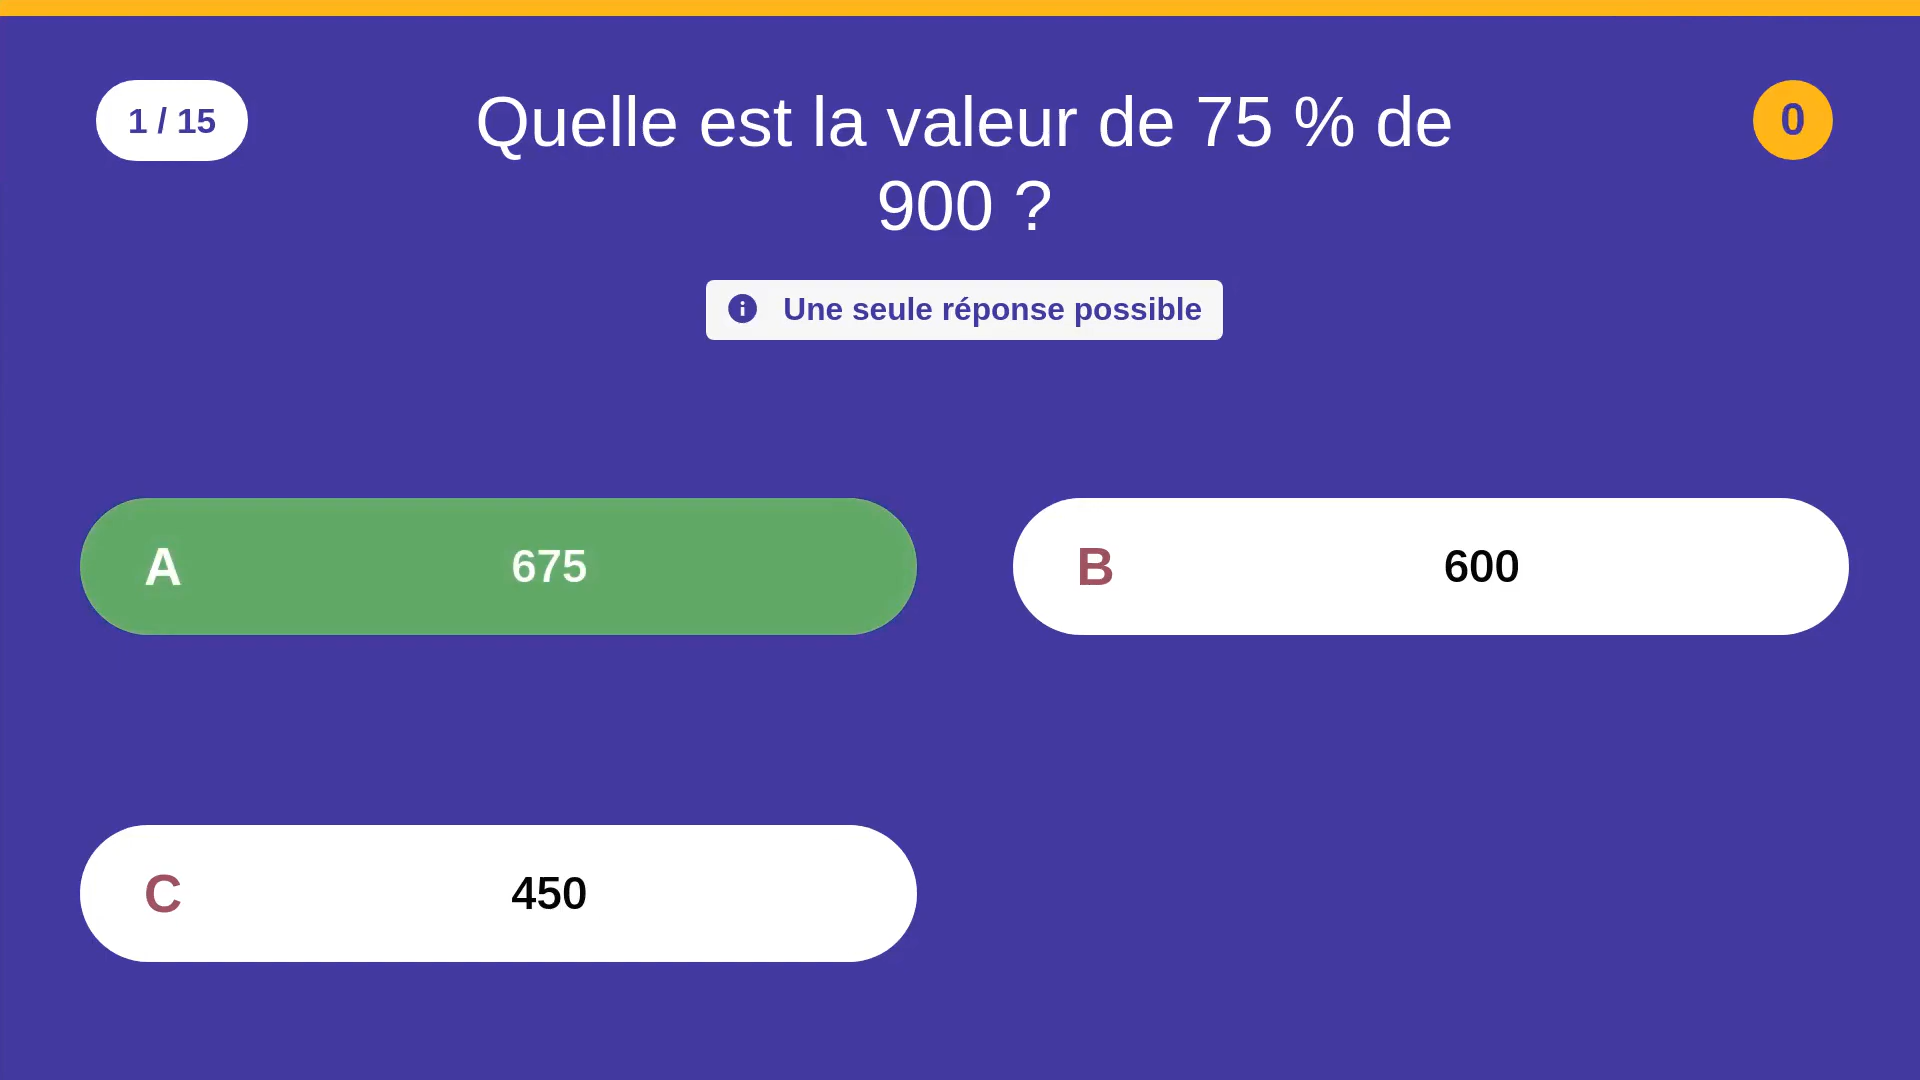 1 / 15
Quelle est la valeur de 75 % de
900 ?
0
Une seule réponse possible
A 675
B 600
C 450